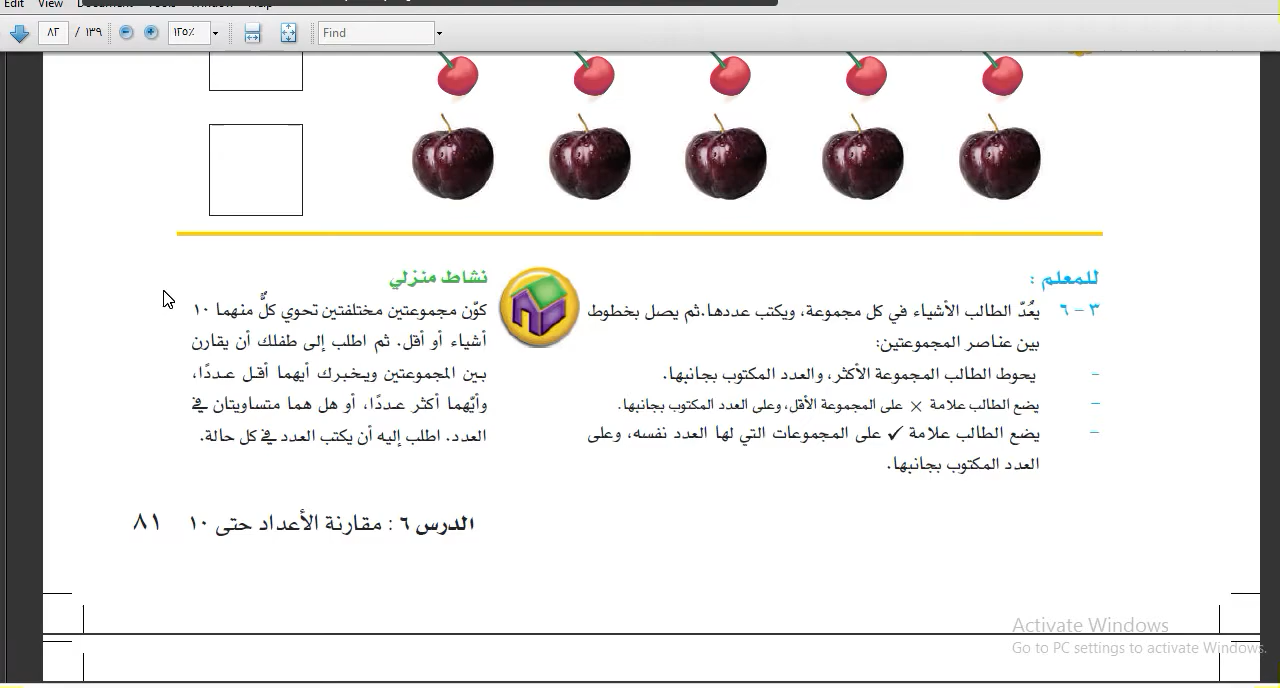 Edit View Document Tools Window Help
٨٢ / ١٣٩ ١٢٥٪ Find
للمعلم :
٣ – ٦ يعُدّ الطالب الأشياء في كل مجموعة، ويكتب عددها.ثم يصل بخطوط
بين عناصر المجموعتين:
– يحوط الطالب المجموعة الأكثر، والعدد المكتوب بجانبها.
– يضع الطالب علامة × على المجموعة الأقل، وعلى العدد المكتوب بجانبها.
– يضع الطالب علامة ✓ على المجموعات التي لها العدد نفسه، وعلى
العدد المكتوب بجانبها.
نشاط منزلي
كوّن مجموعتين مختلفتين تحوي كلٌّ منهما ١٠
أشياء أو أقل. ثم اطلب إلى طفلك أن يقارن
بين المجموعتين ويخبرك أيهما أقل عددًا،
وأيّهما أكثر عددًا، أو هل هما متساويتان في
العدد. اطلب إليه أن يكتب العدد في كل حالة.
الدرس ٦ : مقارنة الأعداد حتى ١٠ ٨١
Activate Windows
Go to PC settings to activate Windows.